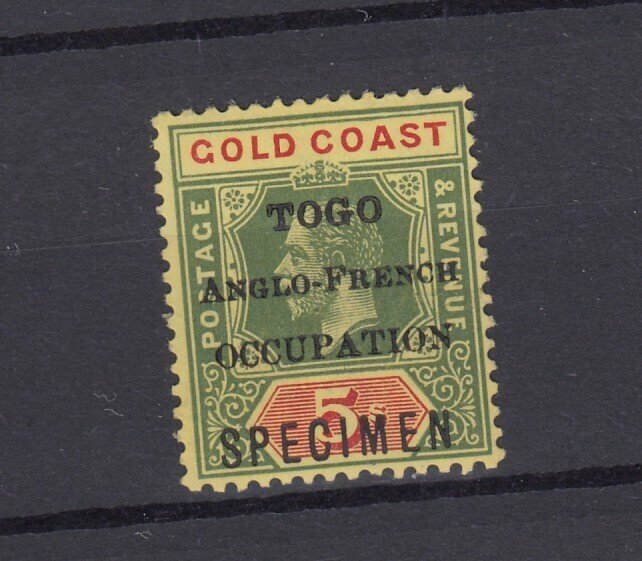 GOLD COAST
POSTAGE
& REVENUE
TOGO
ANGLO-FRENCH
OCCUPATION
5s
SPECIMEN